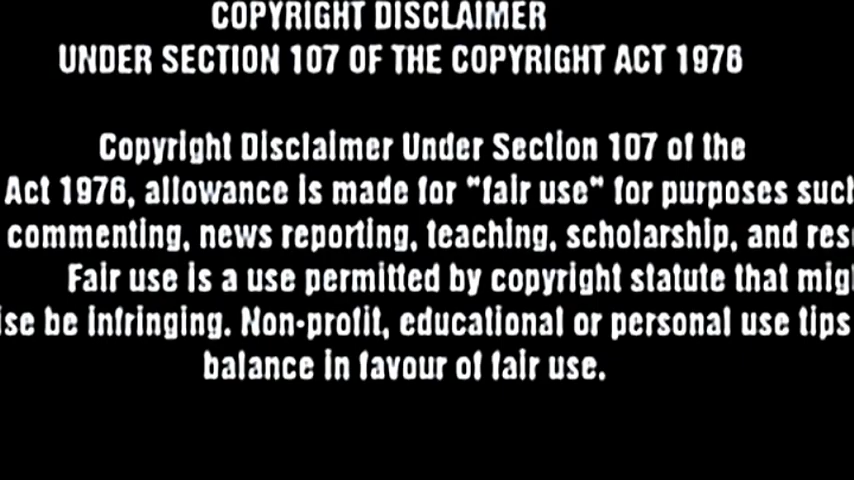 COPYRIGHT DISCLAIMER
UNDER SECTION 107 OF THE COPYRIGHT ACT 1976
Copyright Disclaimer Under Section 107 of the
Act 1976, allowance is made for "fair use" for purposes such
commenting, news reporting, teaching, scholarship, and res
Fair use is a use permitted by copyright statute that mig
ise be infringing. Non-profit, educational or personal use tips
balance in favour of fair use.